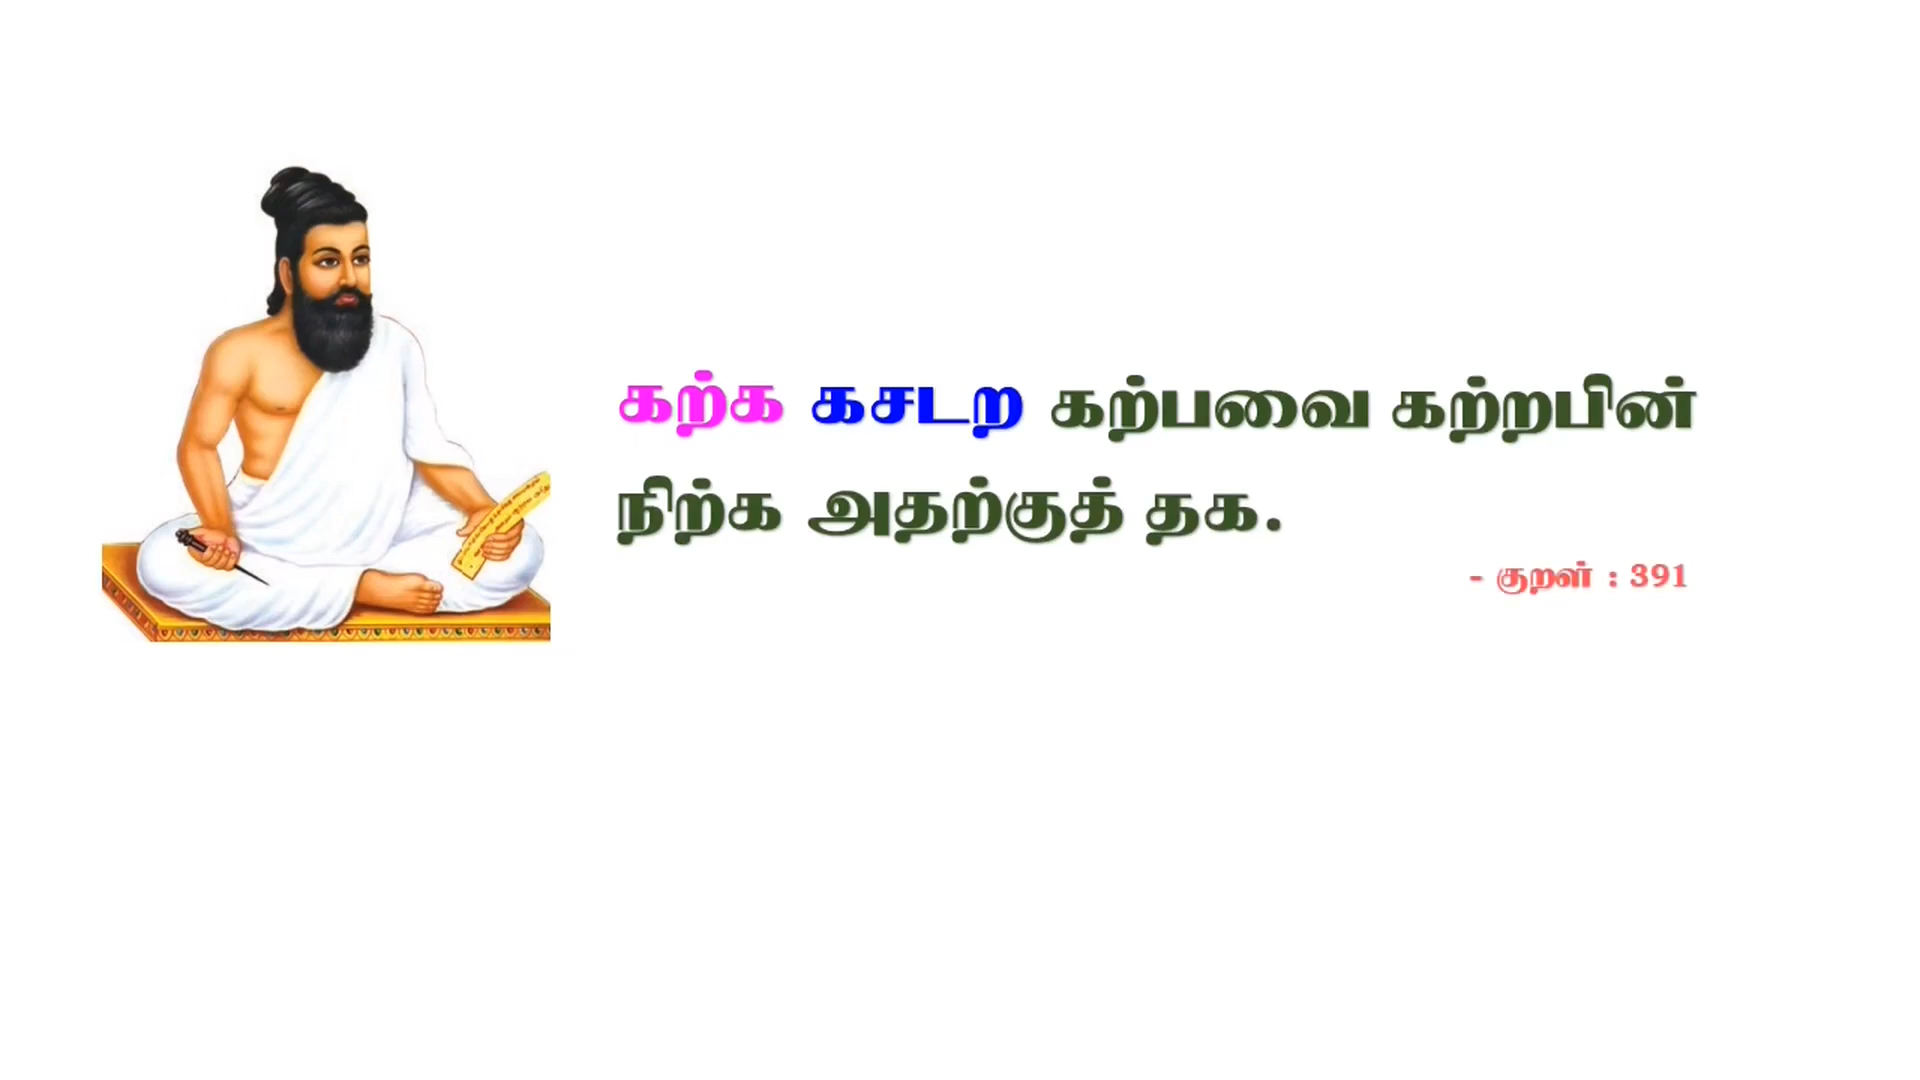 கற்க கசடற கற்பவை கற்றபின்
நிற்க அதற்குத் தக.
- குறள் : 391